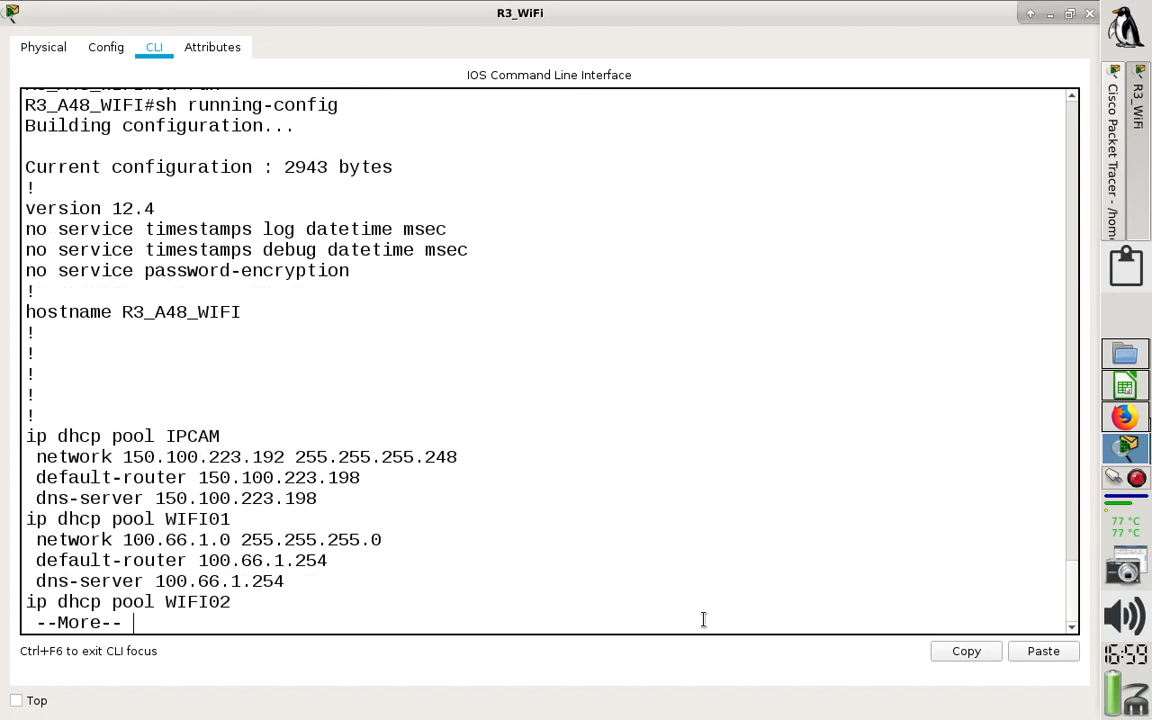 R3_WiFi
Physical
Config
CLI
Attributes
IOS Command Line Interface
R3_A48_WIFI#sh running-config
Building configuration...
Current configuration : 2943 bytes
!
version 12.4
no service timestamps log datetime msec
no service timestamps debug datetime msec
no service password-encryption
!
hostname R3_A48_WIFI
!
!
!
!
!
ip dhcp pool IPCAM
network 150.100.223.192 255.255.255.248
default-router 150.100.223.198
dns-server 150.100.223.198
ip dhcp pool WIFI01
network 100.66.1.0 255.255.255.0
default-router 100.66.1.254
dns-server 100.66.1.254
ip dhcp pool WIFI02
--More--
Ctrl+F6 to exit CLI focus
Copy
Paste
Top
Cisco Packet Tracer - /hom
R3_WiFi
77 °C
77 °C
16:59